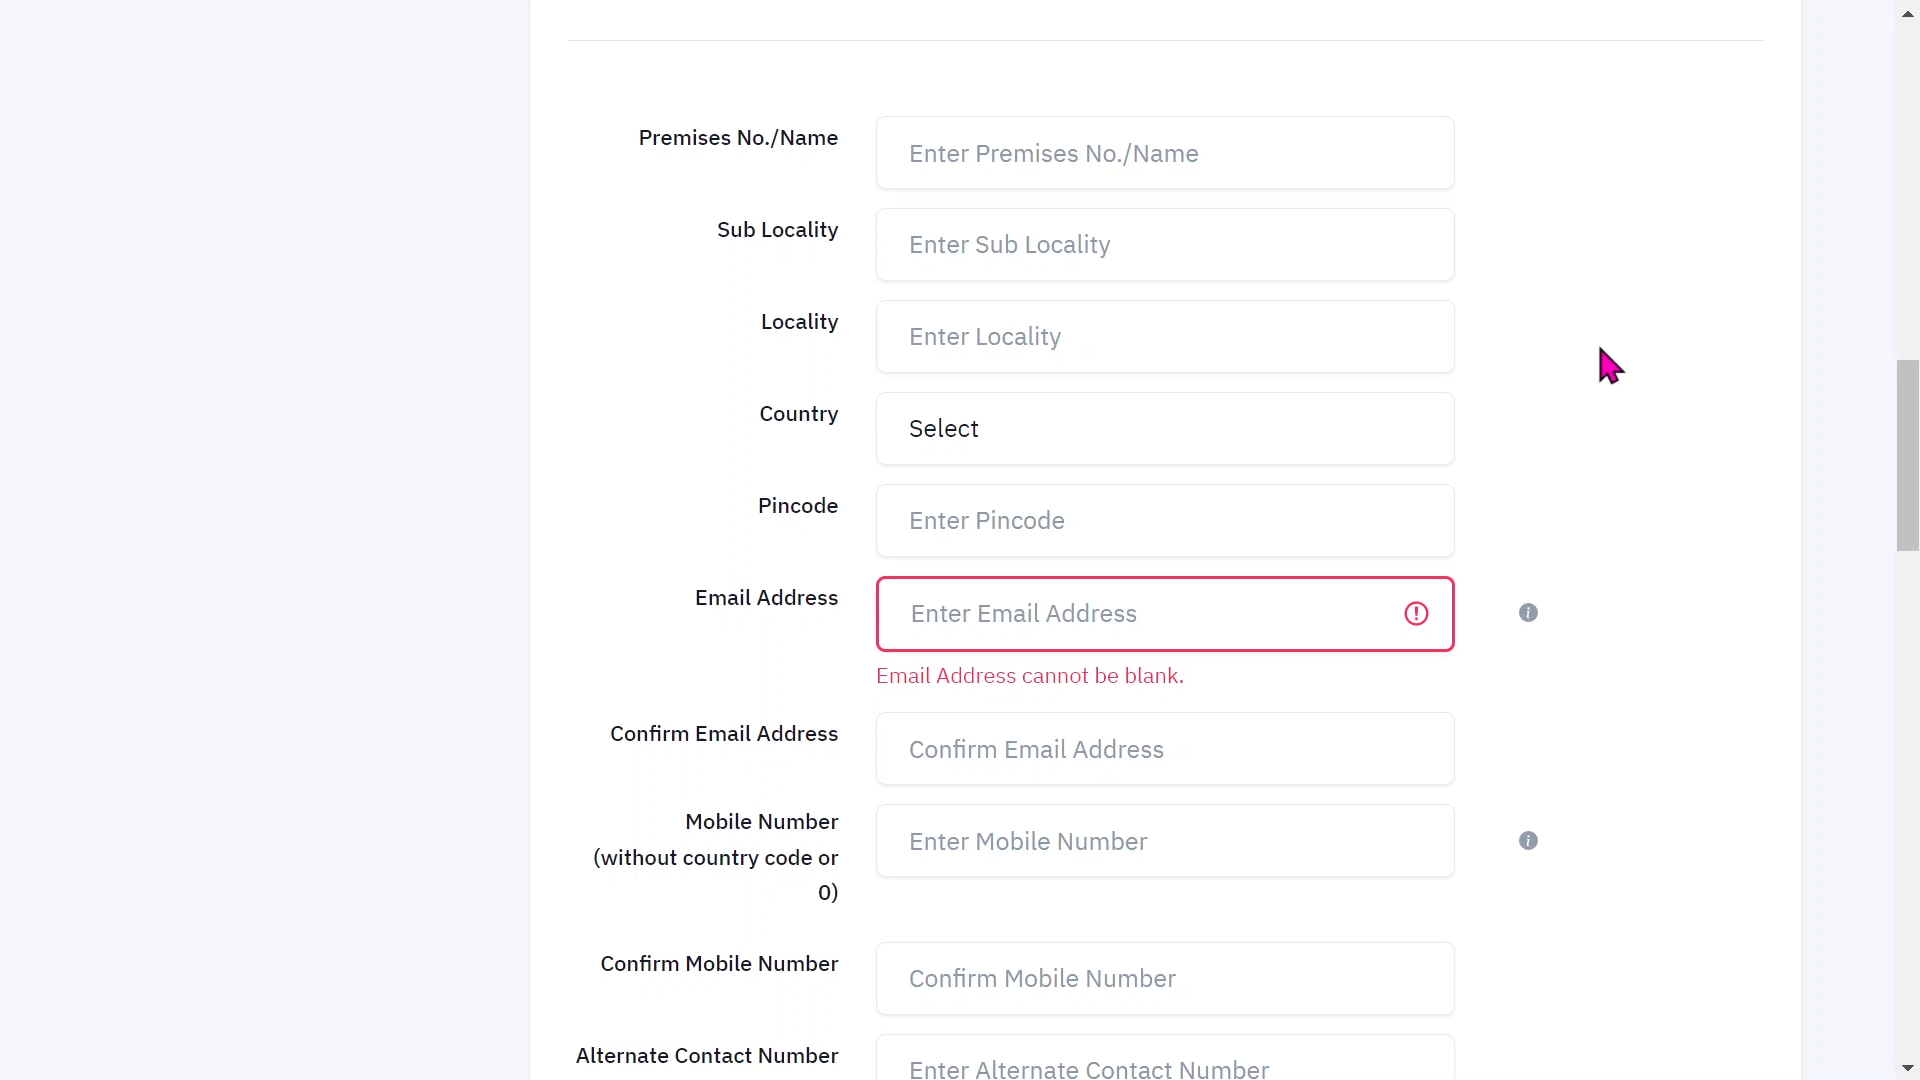 Premises No./Name
Enter Premises No./Name
Sub Locality
Enter Sub Locality
Locality
Enter Locality
Country
Select
Pincode
Enter Pincode
Email Address
Enter Email Address
Email Address cannot be blank.
Confirm Email Address
Confirm Email Address
Mobile Number
(without country code or
0)
Enter Mobile Number
Confirm Mobile Number
Confirm Mobile Number
Alternate Contact Number
Enter Alternate Contact Number